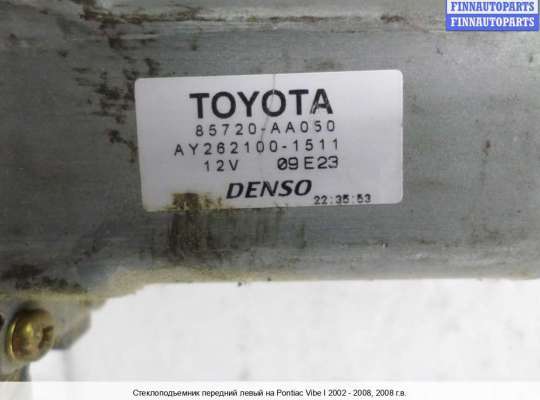 FINNAUTOPARTS
FINNAUTOPARTS
TOYOTA
85720-AA050
AY262100-1511
12V 09E23
DENSO
22:35:53
Стеклоподъемник передний левый на Pontiac Vibe I 2002 - 2008, 2008 г.в.